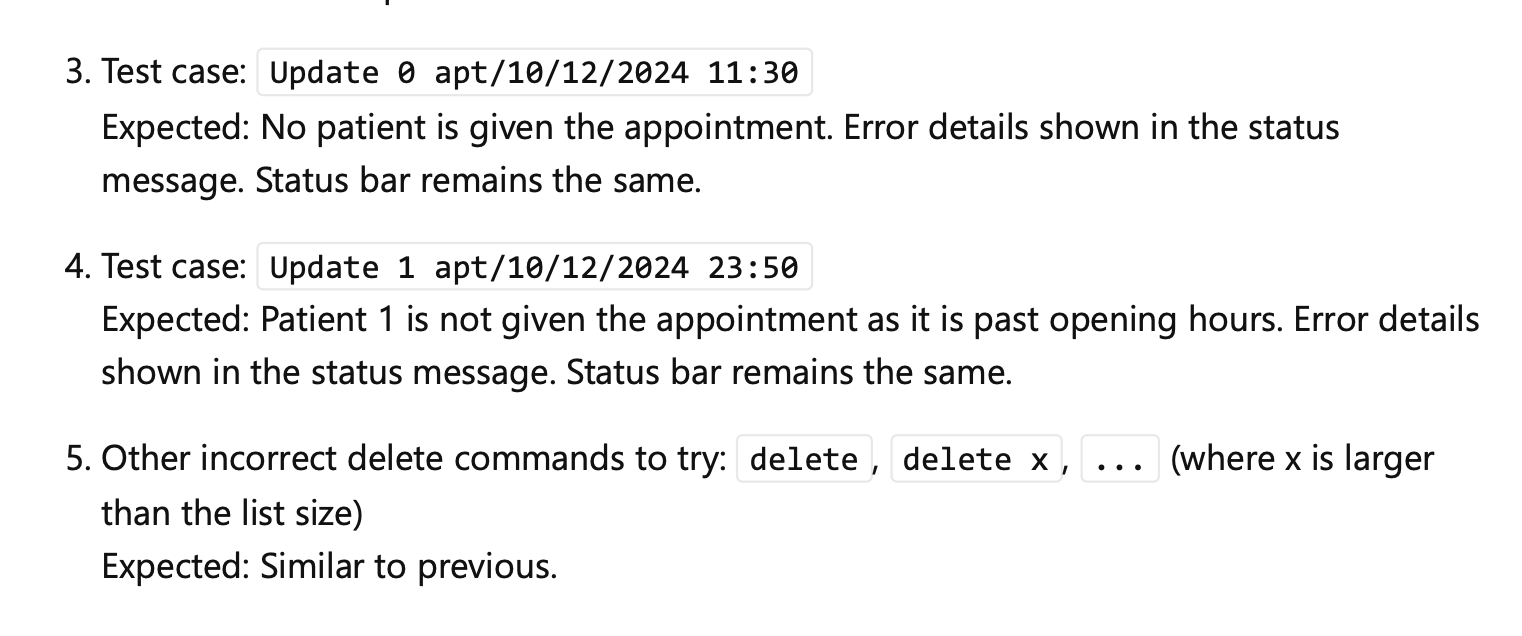 3. Test case: Update 0 apt/10/12/2024 11:30
Expected: No patient is given the appointment. Error details shown in the status
message. Status bar remains the same.
4. Test case: Update 1 apt/10/12/2024 23:50
Expected: Patient 1 is not given the appointment as it is past opening hours. Error details
shown in the status message. Status bar remains the same.
5. Other incorrect delete commands to try: delete, delete x, ... (where x is larger
than the list size)
Expected: Similar to previous.